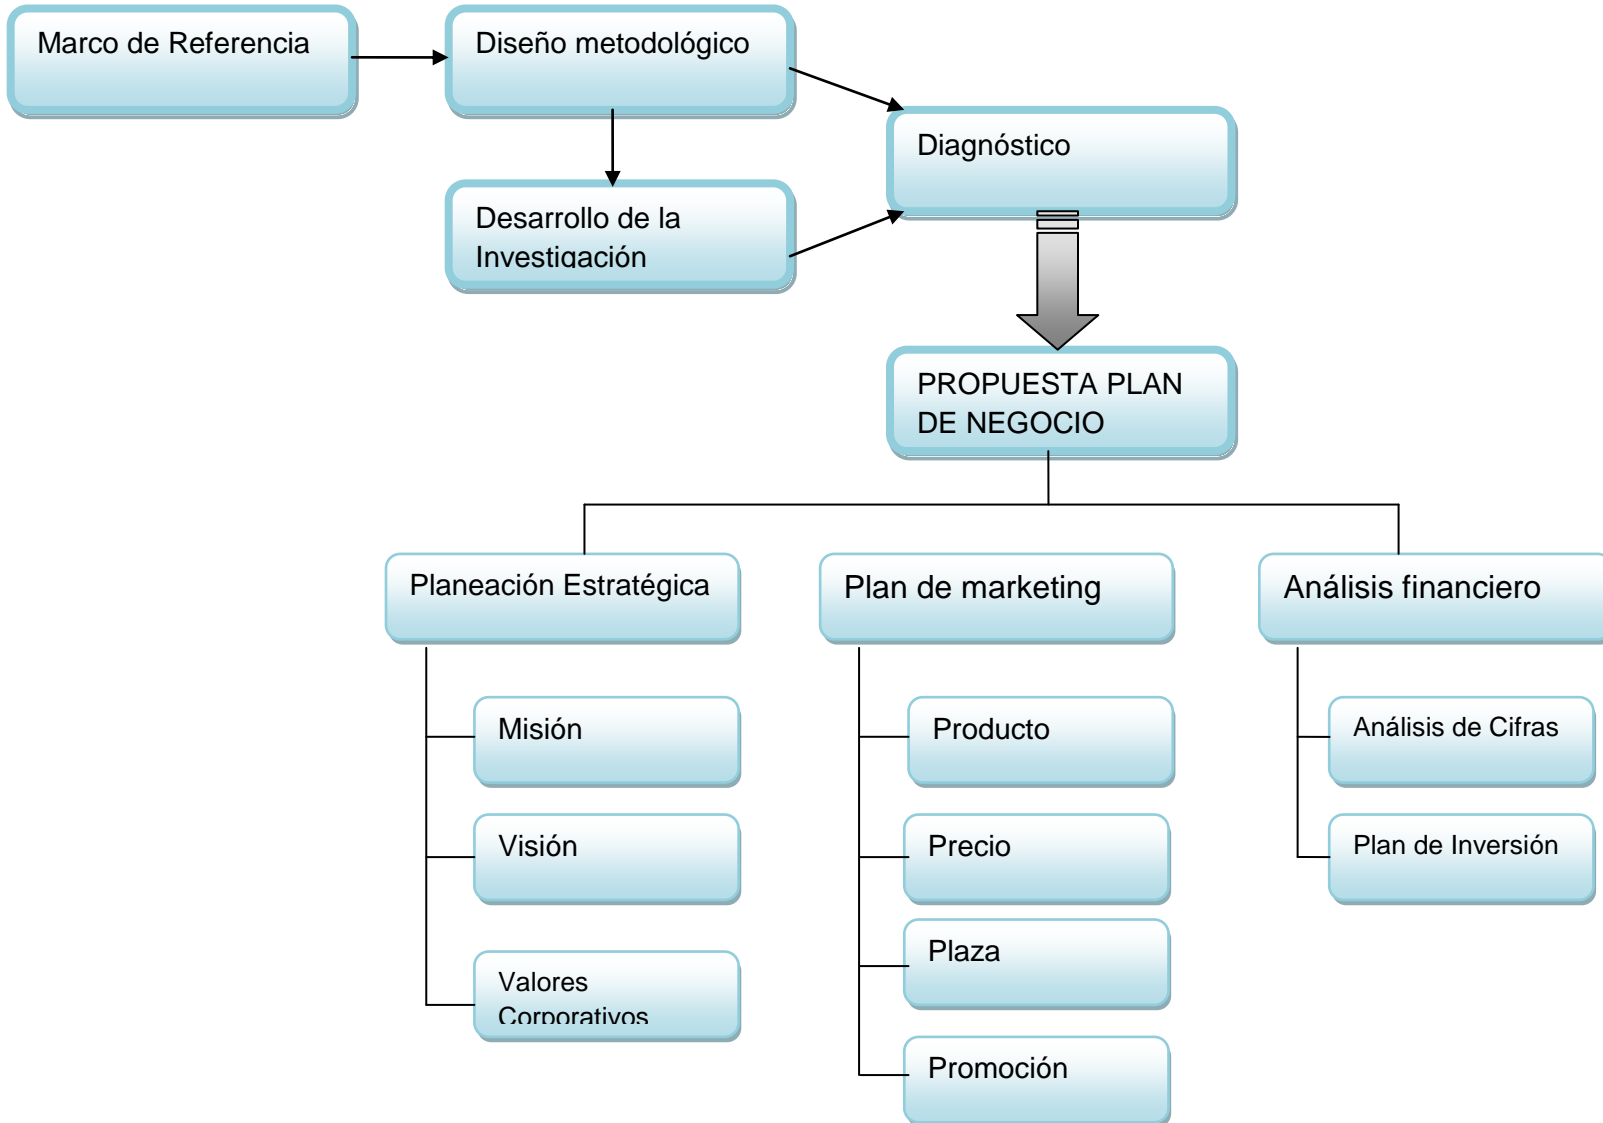 Marco de Referencia
Diseño metodológico
Diagnóstico
Desarrollo de la
Investigación
PROPUESTA PLAN
DE NEGOCIO
Planeación Estratégica
Plan de marketing
Análisis financiero
Misión
Visión
Valores
Corporativos
Producto
Precio
Plaza
Promoción
Análisis de Cifras
Plan de Inversión